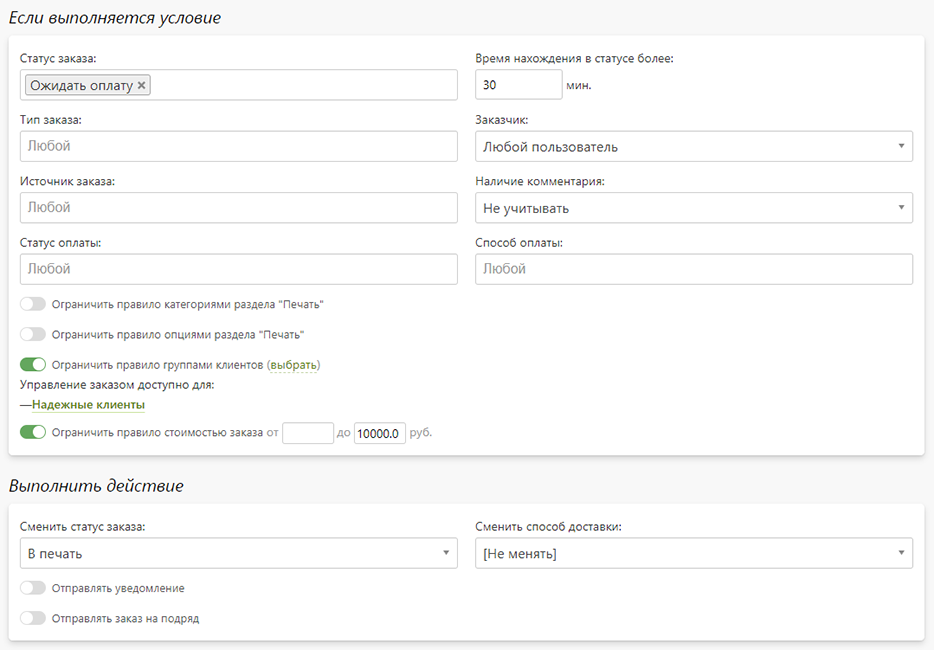 Если выполняется условие
Статус заказа:
Время нахождения в статусе более:
Ожидать оплату ×
30 мин.
Тип заказа:
Заказчик:
Любой
Любой пользователь
Источник заказа:
Наличие комментария:
Любой
Не учитывать
Статус оплаты:
Способ оплаты:
Любой
Любой
Ограничить правило категориями раздела "Печать"
Ограничить правило опциями раздела "Печать"
Ограничить правило группами клиентов (выбрать)
Управление заказом доступно для:
—Надежные клиенты
Ограничить правило стоимостью заказа от до 10000.0 руб.
Выполнить действие
Сменить статус заказа:
Сменить способ доставки:
В печать
[Не менять]
Отправлять уведомление
Отправлять заказ на подряд